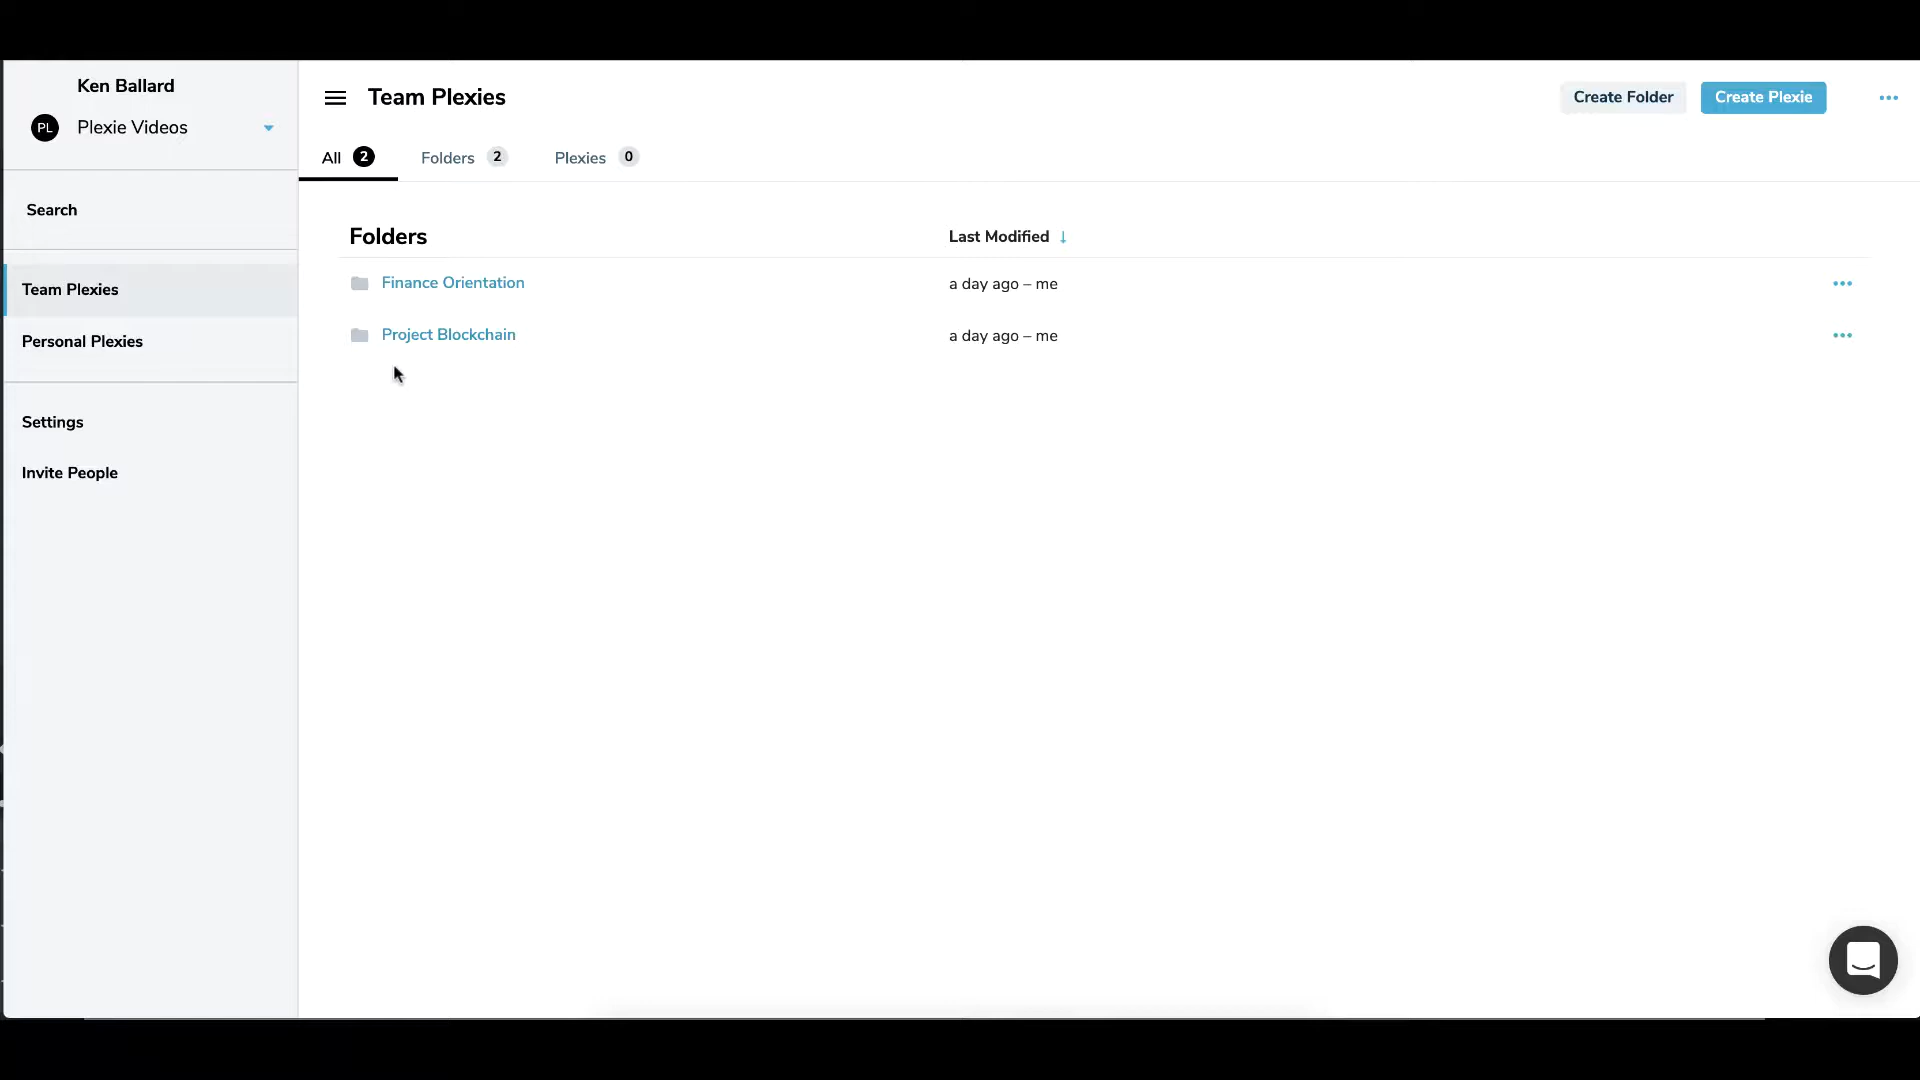 Ken Ballard
PL Plexie Videos
Search
Team Plexies
Personal Plexies
Settings
Invite People
Team Plexies
Create Folder
Create Plexie
All 2
Folders 2
Plexies 0
Folders
Last Modified ↓
Finance Orientation
a day ago – me
Project Blockchain
a day ago – me